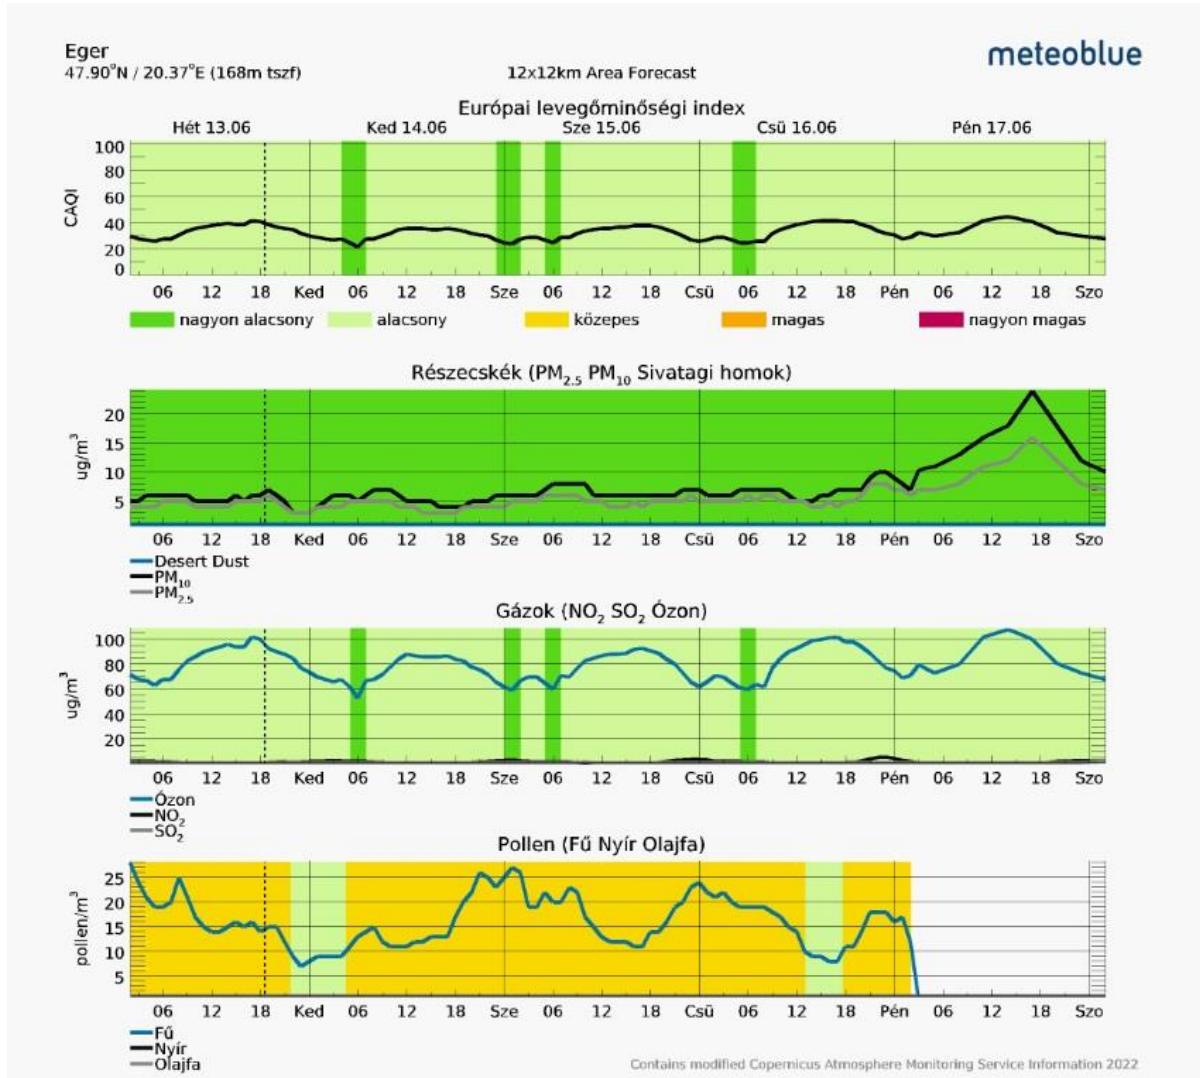 Eger
meteoblue
47.90°N / 20.37°E (168m tszf)
12x12km Area Forecast
Európai levegőminőségi index
Hét 13.06 Ked 14.06 Sze 15.06 Csü 16.06 Pén 17.06
100
80
60
40
20
0
CAQI
06 12 18 Ked 06 12 18 Sze 06 12 18 Csü 06 12 18 Pén 06 12 18 Szo
nagyon alacsony alacsony közepes magas nagyon magas
Részecskék (PM2.5 PM10 Sivatagi homok)
20
15
10
5
ug/m³
06 12 18 Ked 06 12 18 Sze 06 12 18 Csü 06 12 18 Pén 06 12 18 Szo
Desert Dust
PM10
PM2.5
Gázok (NO2 SO2 Ózon)
100
80
60
40
20
ug/m³
06 12 18 Ked 06 12 18 Sze 06 12 18 Csü 06 12 18 Pén 06 12 18 Szo
Ózon
NO2
SO2
Pollen (Fű Nyír Olajfa)
25
20
15
10
5
pollen/m³
06 12 18 Ked 06 12 18 Sze 06 12 18 Csü 06 12 18 Pén 06 12 18 Szo
Fű
Nyír
Olajfa
Contains modified Copernicus Atmosphere Monitoring Service Information 2022